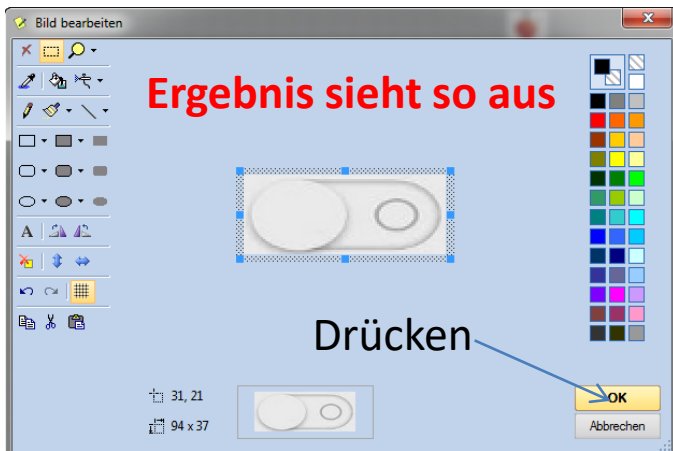 Bild bearbeiten
Ergebnis sieht so aus
A
Drücken
31, 21
94 x 37
OK
Abbrechen